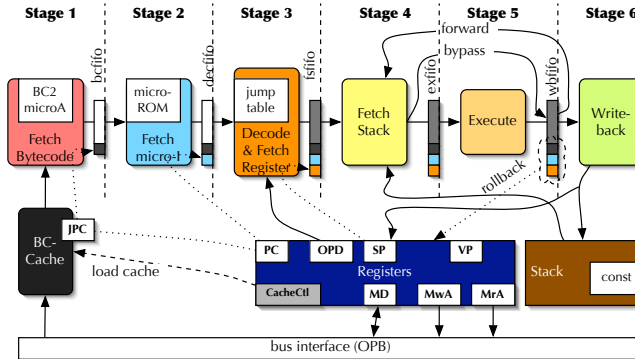 Stage 1
Stage 2
Stage 3
Stage 4
Stage 5
Stage 6
bcfifo
decfifo
fsfifo
exfifo
wbfifo
forward
bypass
BC2
microA
Fetch
Bytecode
micro-
ROM
Fetch
jump
table
Decode
& Fetch
Register
Fetch
Stack
Execute
Write-
back
rollback
JPC
BC-
Cache
load cache
PC
OPD
SP
VP
Registers
CacheCtl
MD
MwA
MrA
Stack
const
bus interface (OPB)